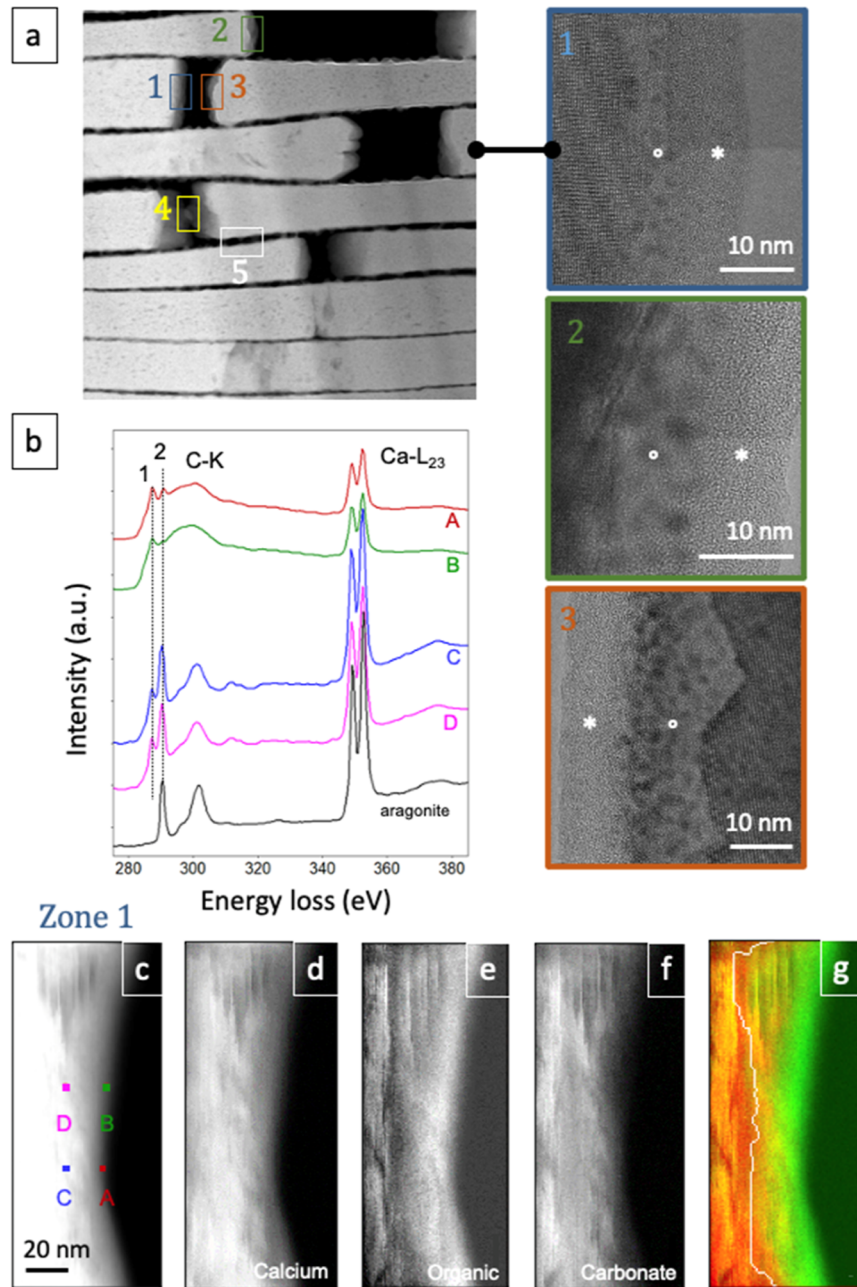 a
2
1
3
4
5
1
10 nm
2
10 nm
3
10 nm
b
Intensity (a.u.)
1
2
C-K
Ca-L₂₃
A
B
C
D
aragonite
280 300 320 340 360 380
Energy loss (eV)
Zone 1
c
D
B
C
A
20 nm
d
Calcium
e
Organic
f
Carbonate
g